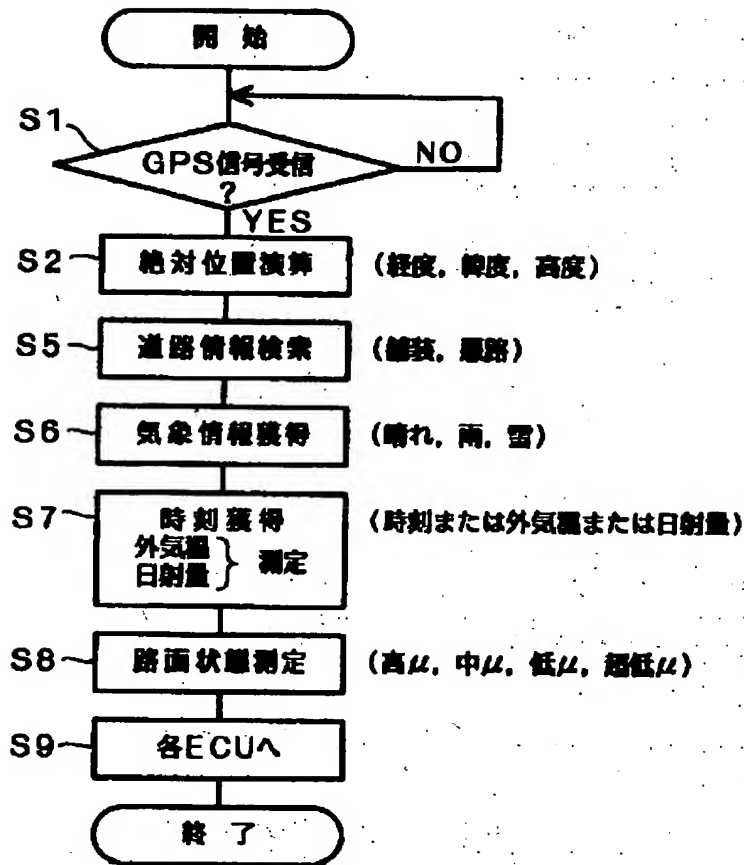 開始
S1
GPS信号受信
?
NO
YES
S2 絶対位置演算 (経度, 緯度, 高度)
S5 道路情報検索 (舗装, 悪路)
S6 気象情報獲得 (晴れ, 雨, 雪)
S7 時刻獲得 (時刻または外気温または日射量)
外気温
日射量 } 測定
S8 路面状態測定 (高μ, 中μ, 低μ, 超低μ)
S9 各ECUへ
終了